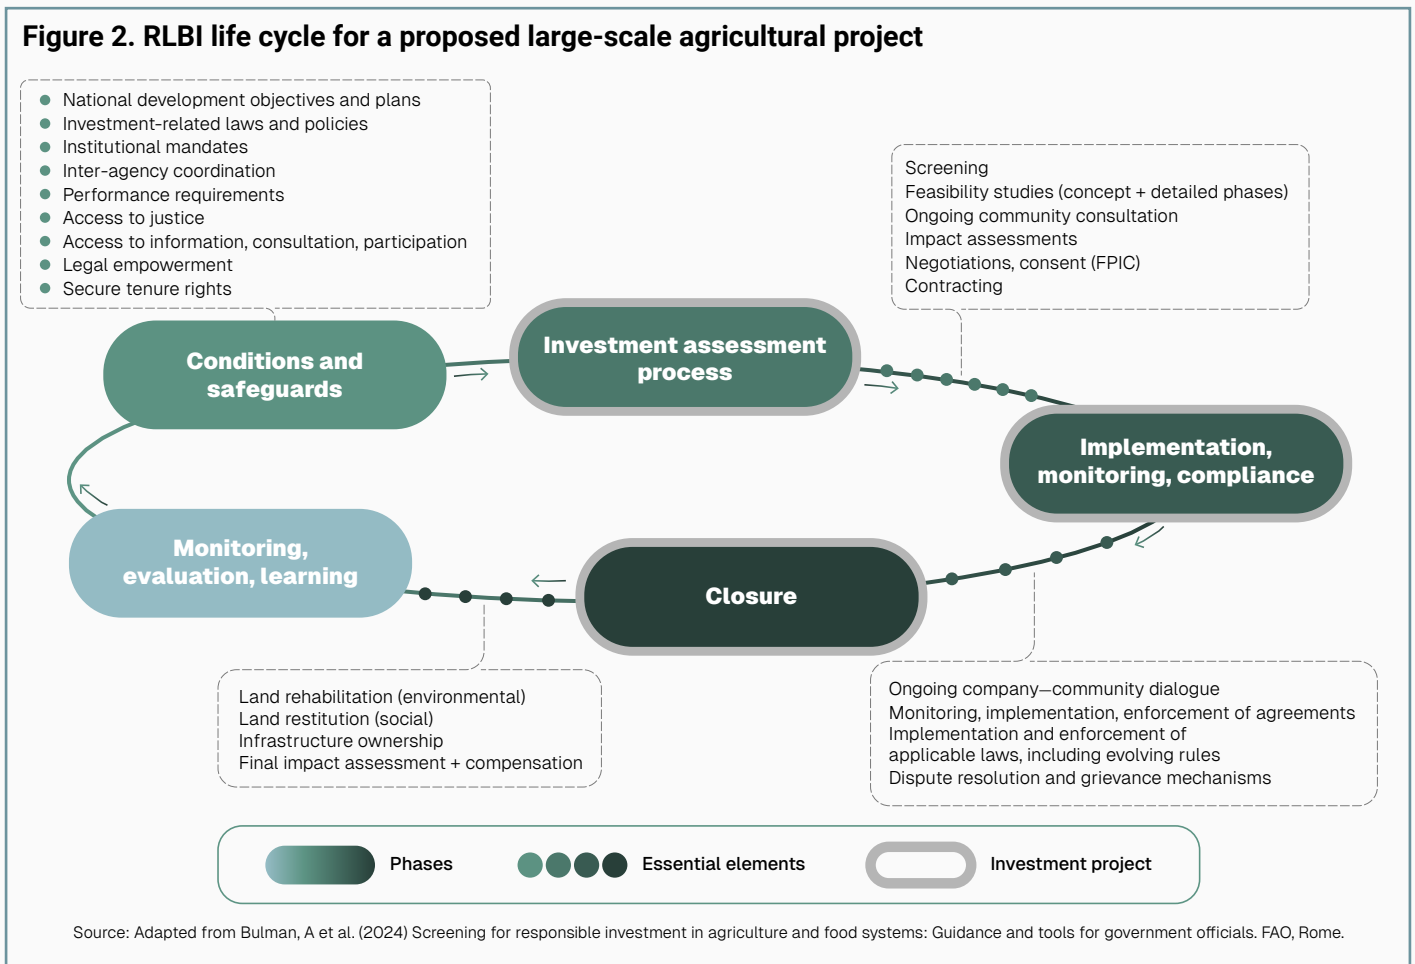 Figure 2. RLBI life cycle for a proposed large-scale agricultural project
National development objectives and plans
Investment-related laws and policies
Institutional mandates
Inter-agency coordination
Performance requirements
Access to justice
Access to information, consultation, participation
Legal empowerment
Secure tenure rights
Screening
Feasibility studies (concept + detailed phases)
Ongoing community consultation
Impact assessments
Negotiations, consent (FPIC)
Contracting
Conditions and
safeguards
Investment assessment
process
Implementation,
monitoring, compliance
Monitoring,
evaluation, learning
Closure
Land rehabilitation (environmental)
Land restitution (social)
Infrastructure ownership
Final impact assessment + compensation
Ongoing company—community dialogue
Monitoring, implementation, enforcement of agreements
Implementation and enforcement of
applicable laws, including evolving rules
Dispute resolution and grievance mechanisms
Phases
Essential elements
Investment project
Source: Adapted from Bulman, A et al. (2024) Screening for responsible investment in agriculture and food systems: Guidance and tools for government officials. FAO, Rome.